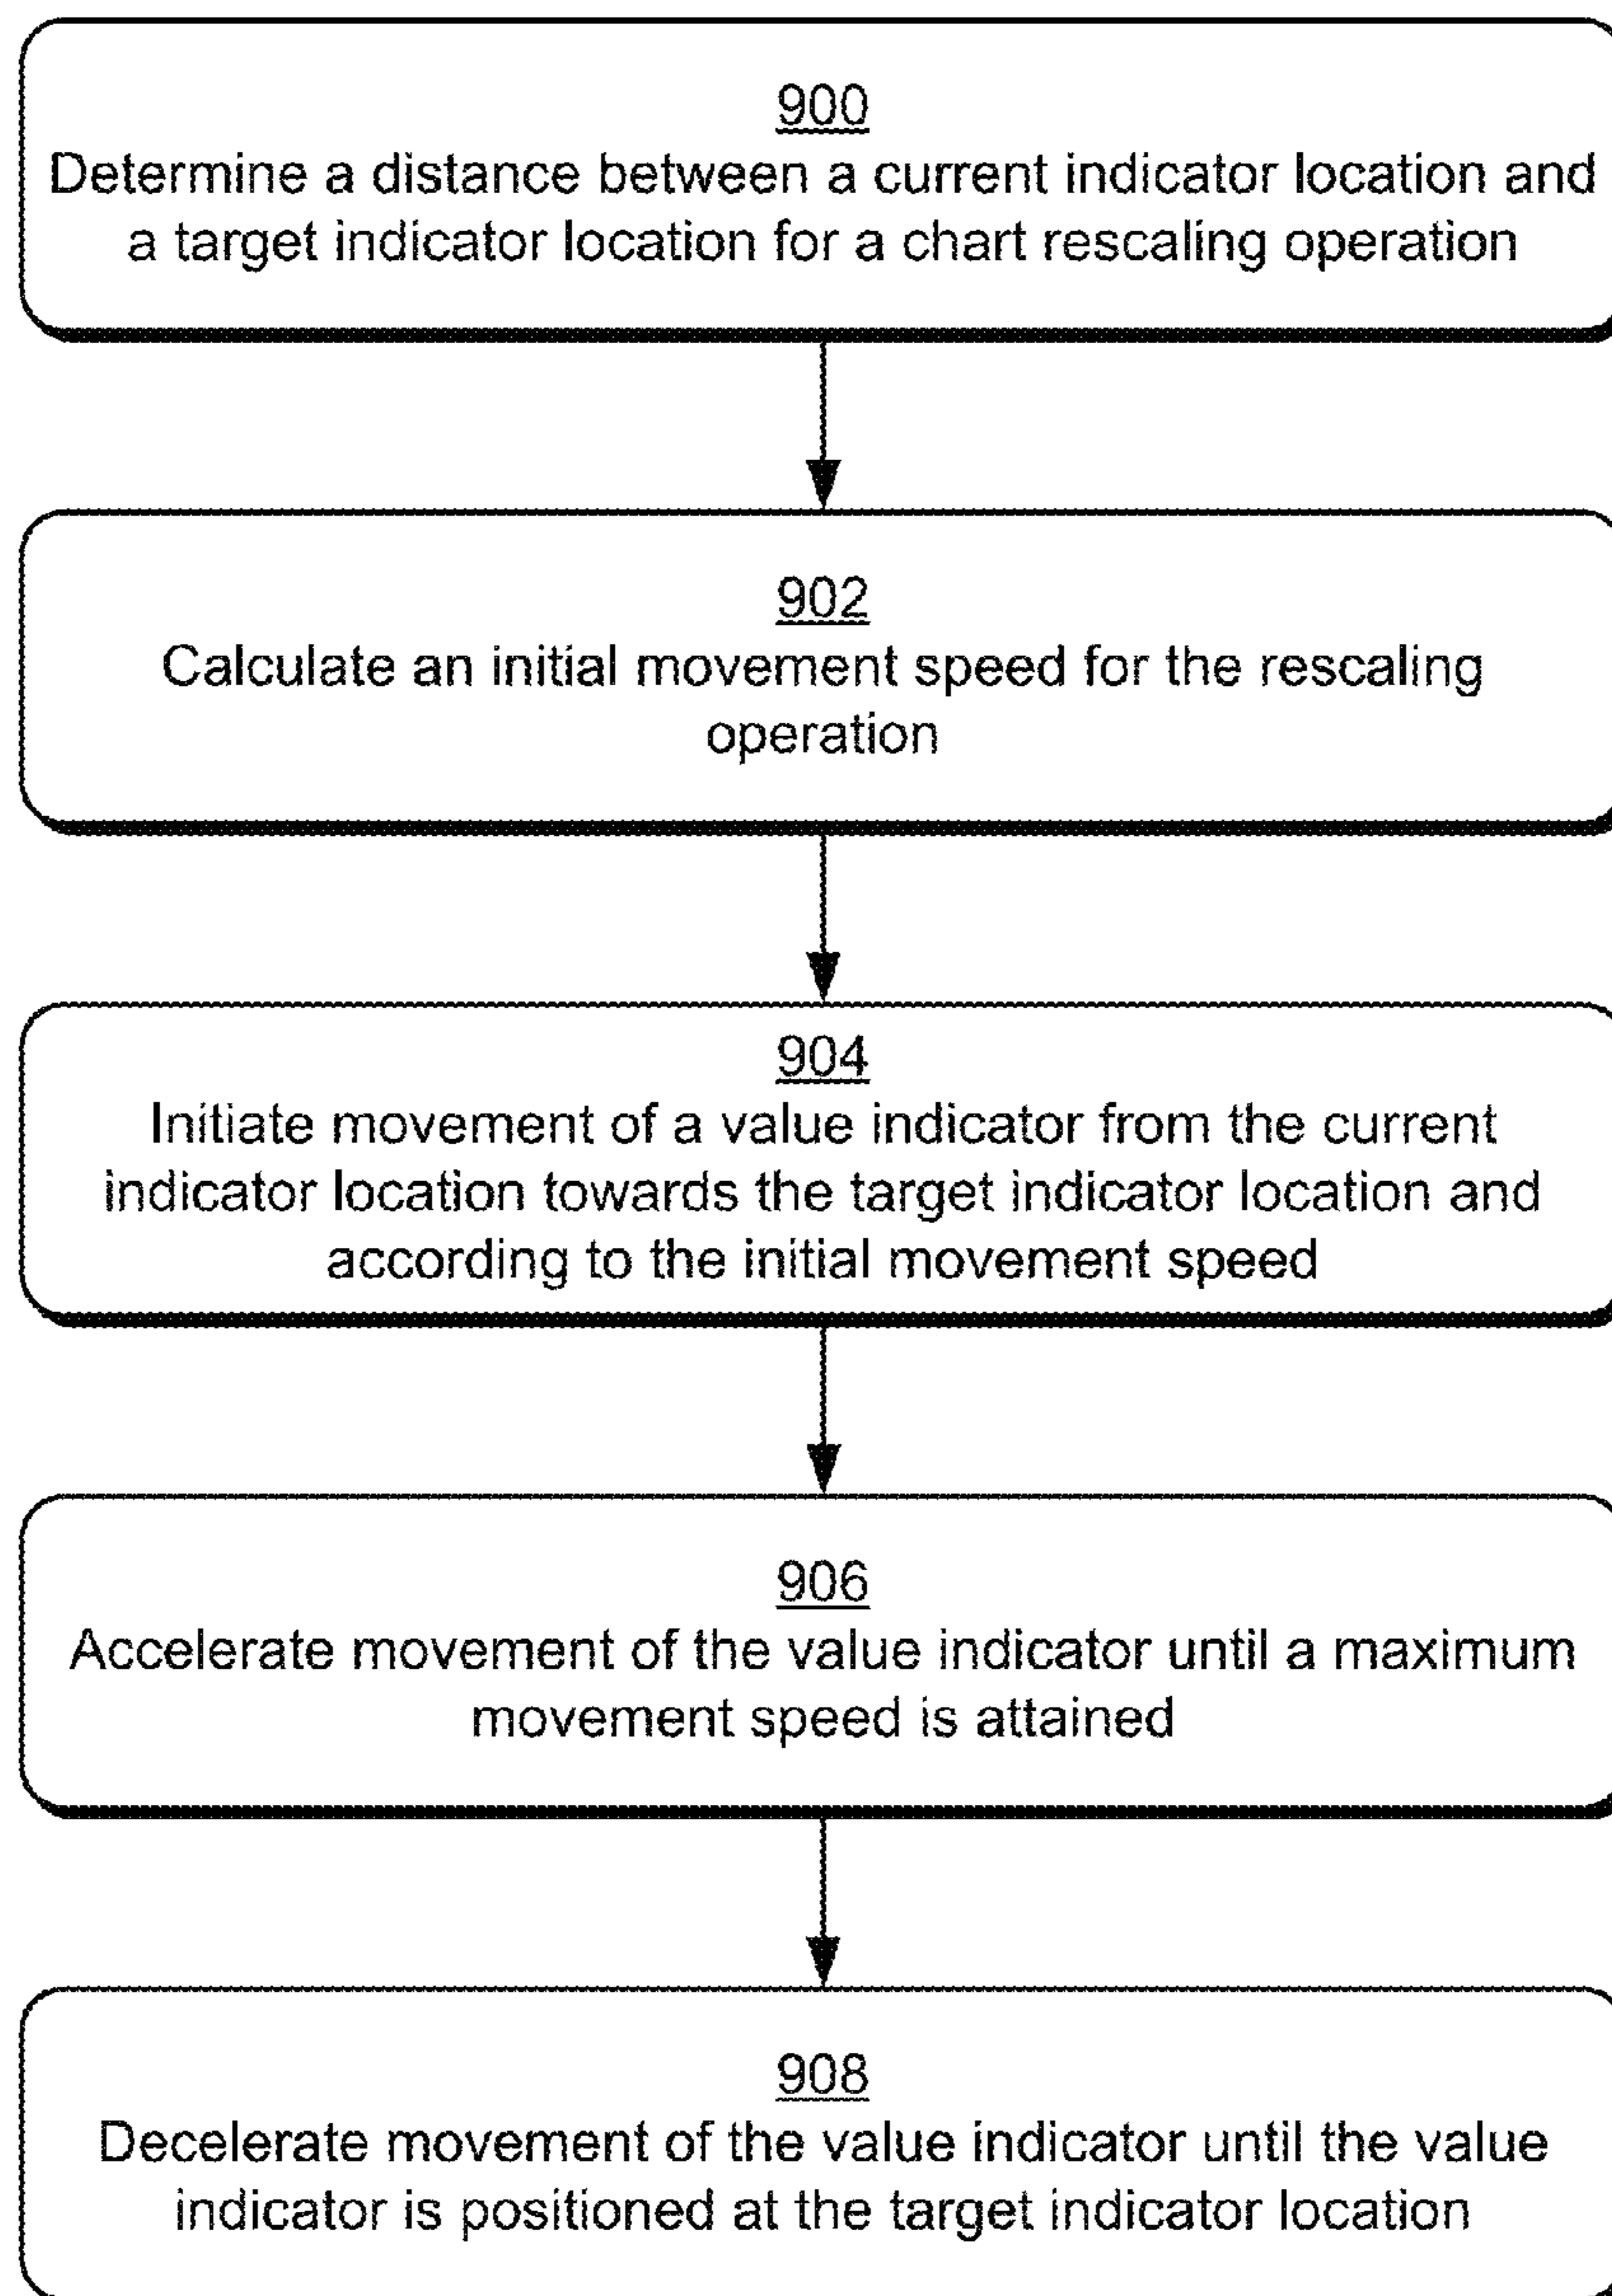 900
Determine a distance between a current indicator location and
a target indicator location for a chart rescaling operation
902
Calculate an initial movement speed for the rescaling
operation
904
Initiate movement of a value indicator from the current
indicator location towards the target indicator location and
according to the initial movement speed
906
Accelerate movement of the value indicator until a maximum
movement speed is attained
908
Decelerate movement of the value indicator until the value
indicator is positioned at the target indicator location